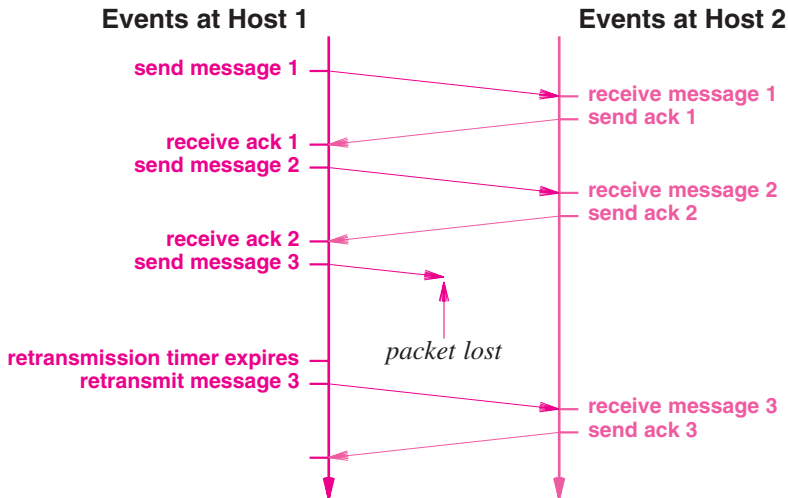 Events at Host 1
Events at Host 2
send message 1
receive message 1
send ack 1
receive ack 1
send message 2
receive message 2
send ack 2
receive ack 2
send message 3
packet lost
retransmission timer expires
retransmit message 3
receive message 3
send ack 3